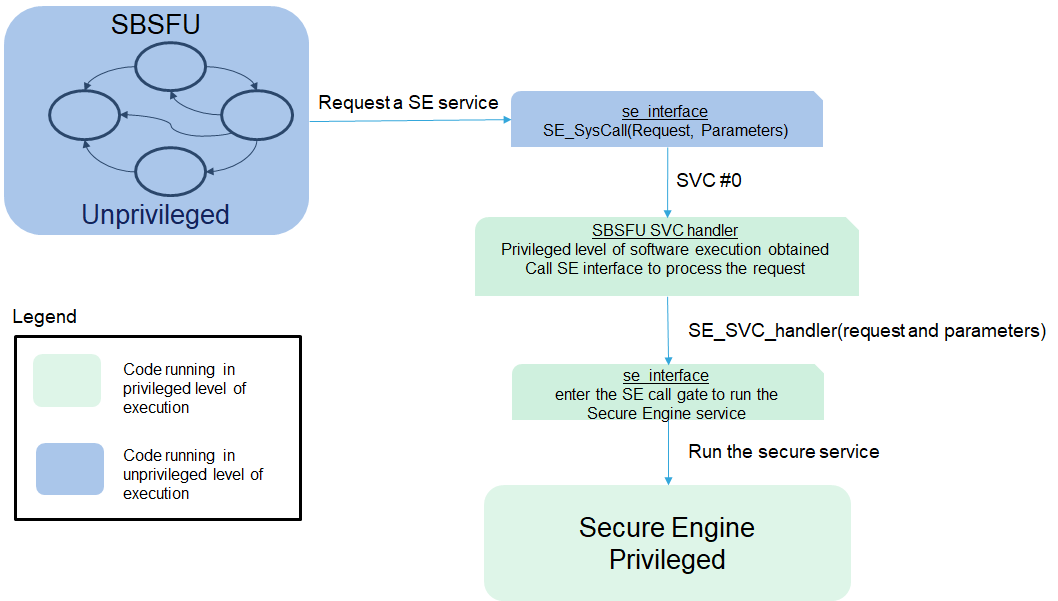 SBSFU
Unprivileged
Request a SE service
se_interface
SE_SysCall(Request, Parameters)
SVC #0
SBSFU SVC handler
Privileged level of software execution obtained
Call SE interface to process the request
SE_SVC_handler(request and parameters)
se_interface
enter the SE call gate to run the
Secure Engine service
Run the secure service
Secure Engine
Privileged
Legend
Code running in
privileged level of
execution
Code running in
unprivileged level of
execution